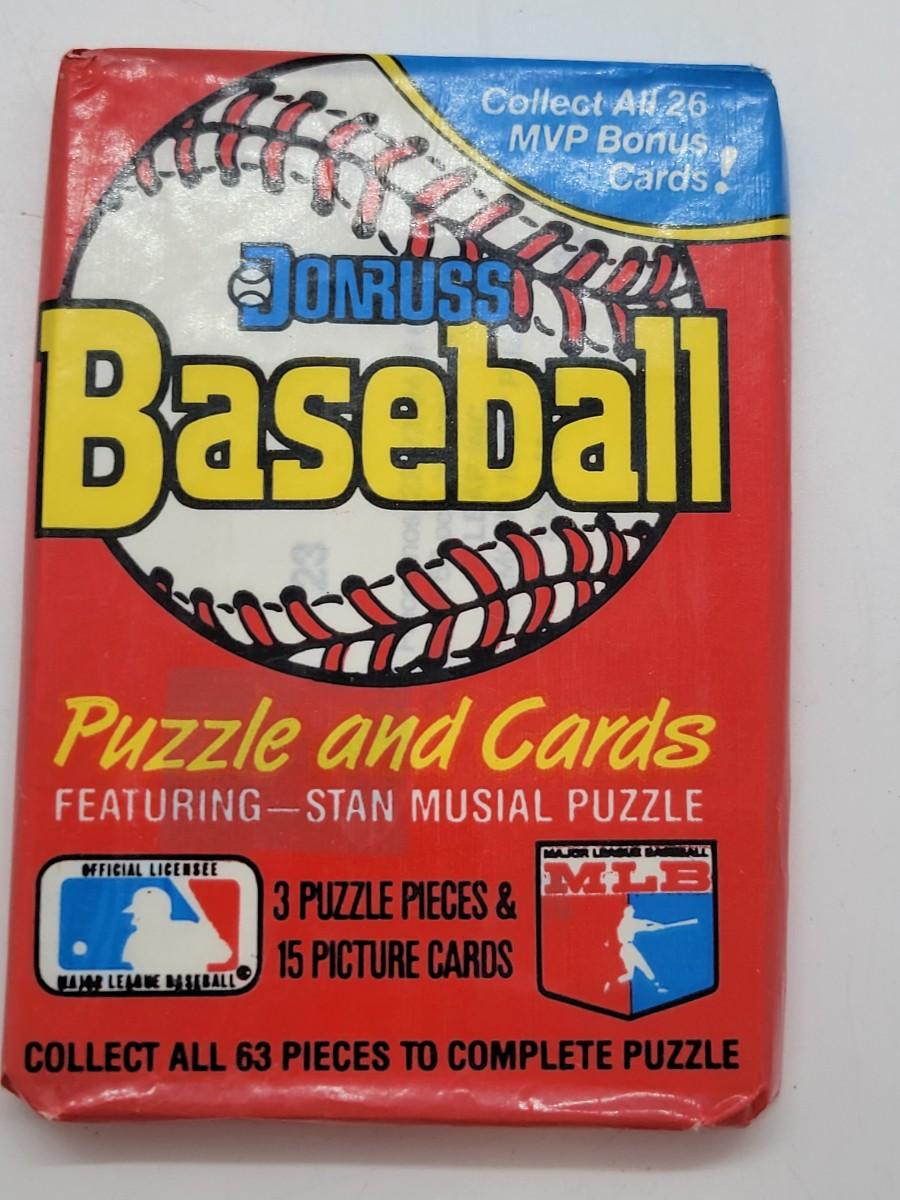 Collect All 26
MVP Bonus
Cards!
DONRUSS
Baseball
Puzzle and Cards
FEATURING—STAN MUSIAL PUZZLE
OFFICIAL LICENSEE
MAJOR LEAGUE BASEBALL
3 PUZZLE PIECES &
15 PICTURE CARDS
MAJOR LEAGUE BASEBALL
MLB
COLLECT ALL 63 PIECES TO COMPLETE PUZZLE